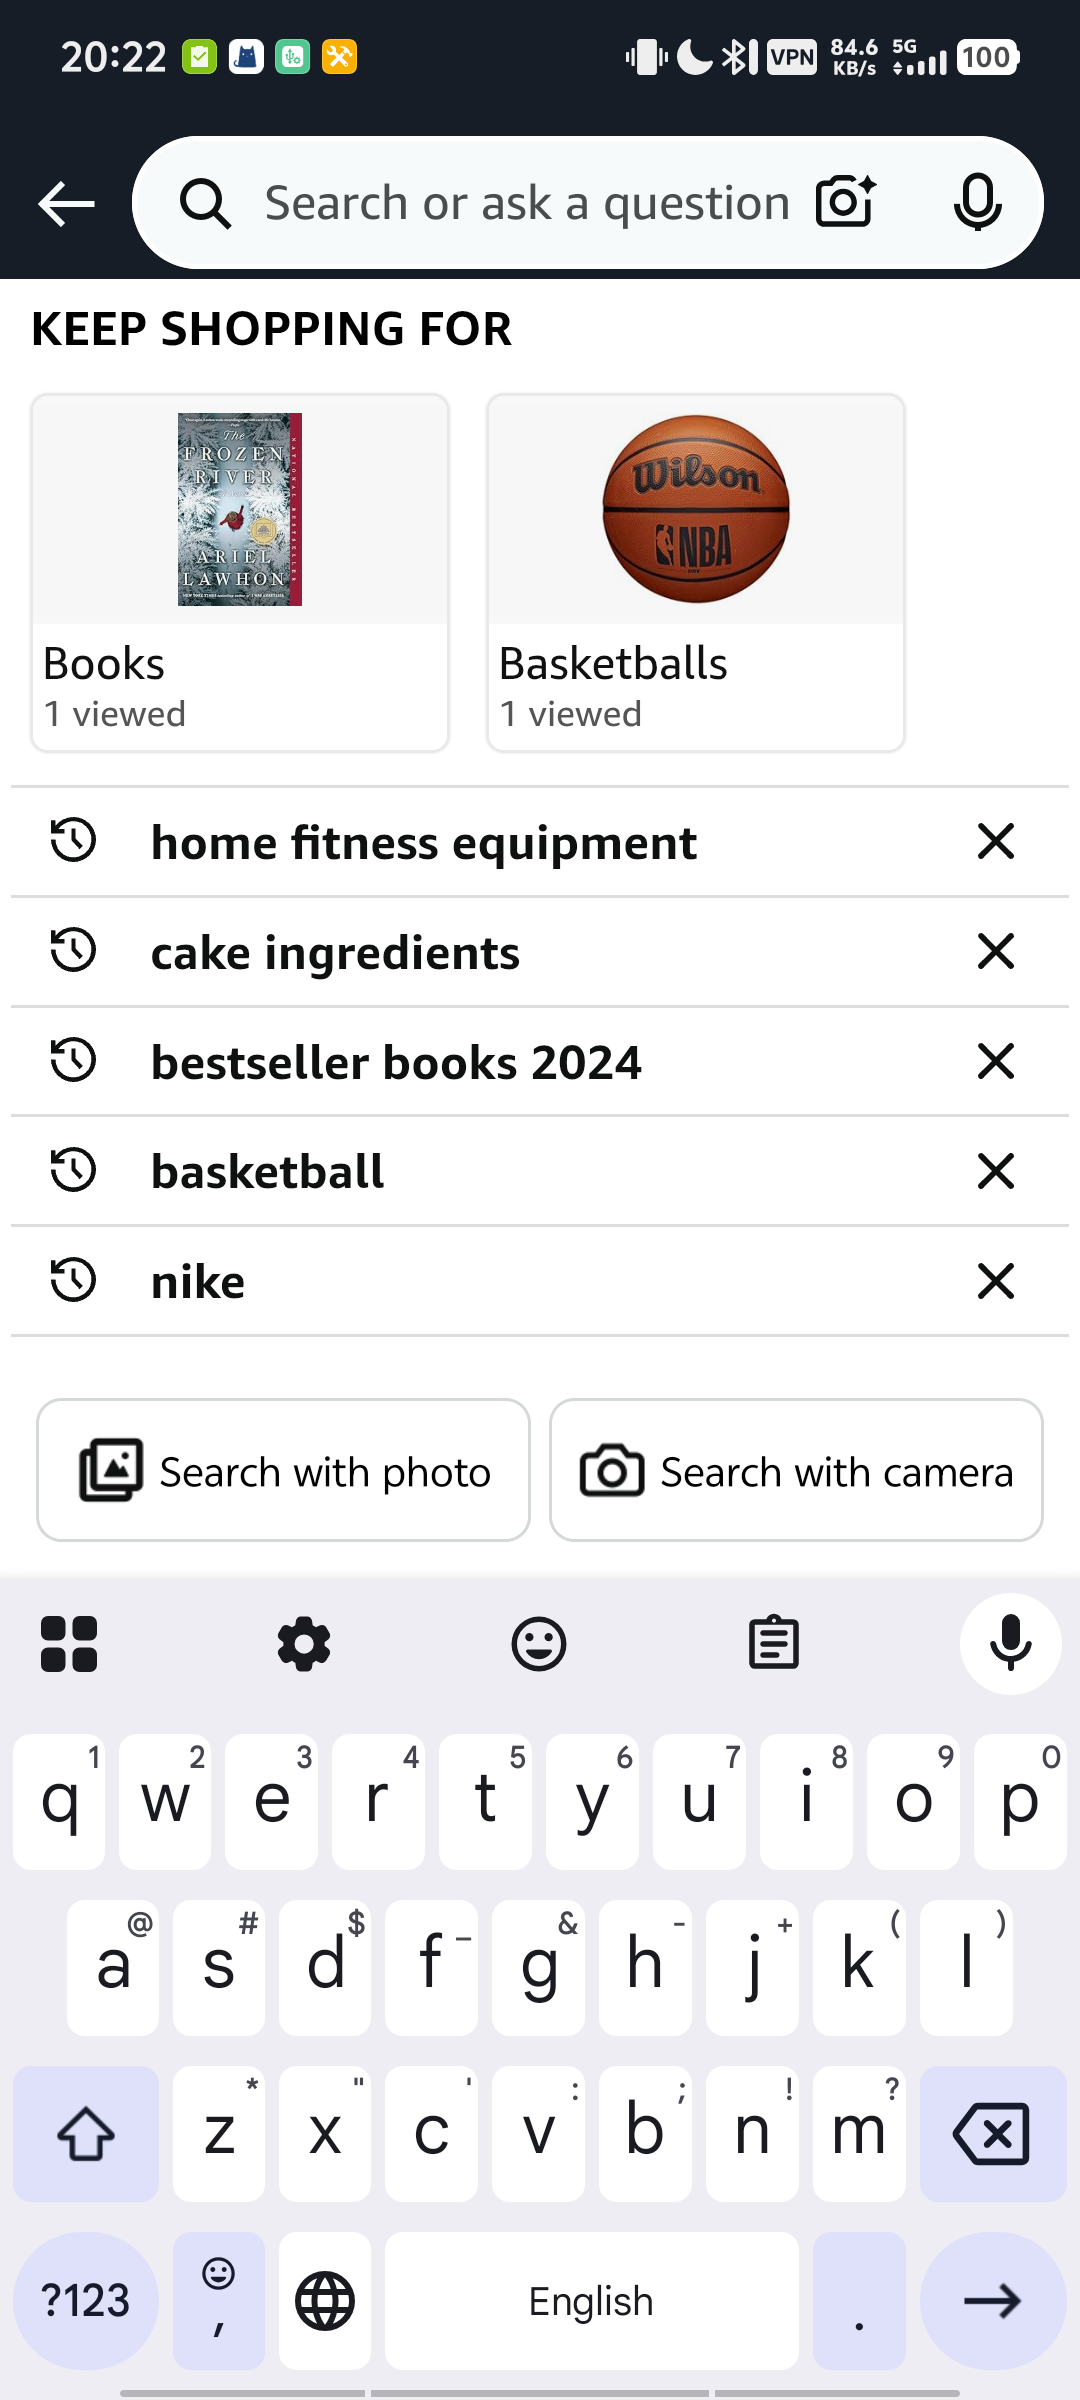 20:22
VPN
84.6
KB/s
5G
100
Search or ask a question
KEEP SHOPPING FOR
The
FROZEN
RIVER
ARIEL
LAWHON
NATIONAL BESTSELLER
Wilson
NBA
Books
1 viewed
Basketballs
1 viewed
home fitness equipment
cake ingredients
bestseller books 2024
basketball
nike
Search with photo
Search with camera
q 1 w 2 e 3 r 4 t 5 y 6 u 7 i 8 o 9 p 0
a @ s # d $ f _ g & h - j + k ( l )
z * x " c ' v : b ; n ! m ?
?123 , English .